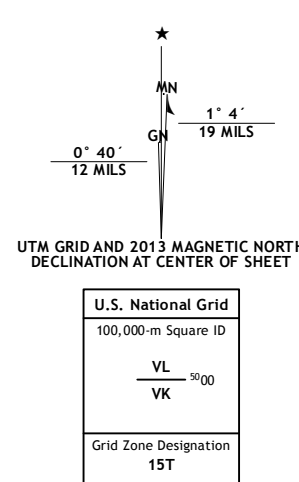 ★
MN
1° 4´
19 MILS
GN
0° 40´
12 MILS
UTM GRID AND 2013 MAGNETIC NORTH
DECLINATION AT CENTER OF SHEET
U.S. National Grid
100,000-m Square ID
VL
5000
VK
Grid Zone Designation
15T